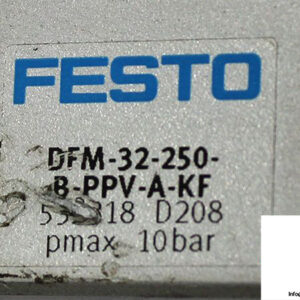 FESTO
DFM-32-250-
B-PPV-A-KF
D208
pmax 10bar